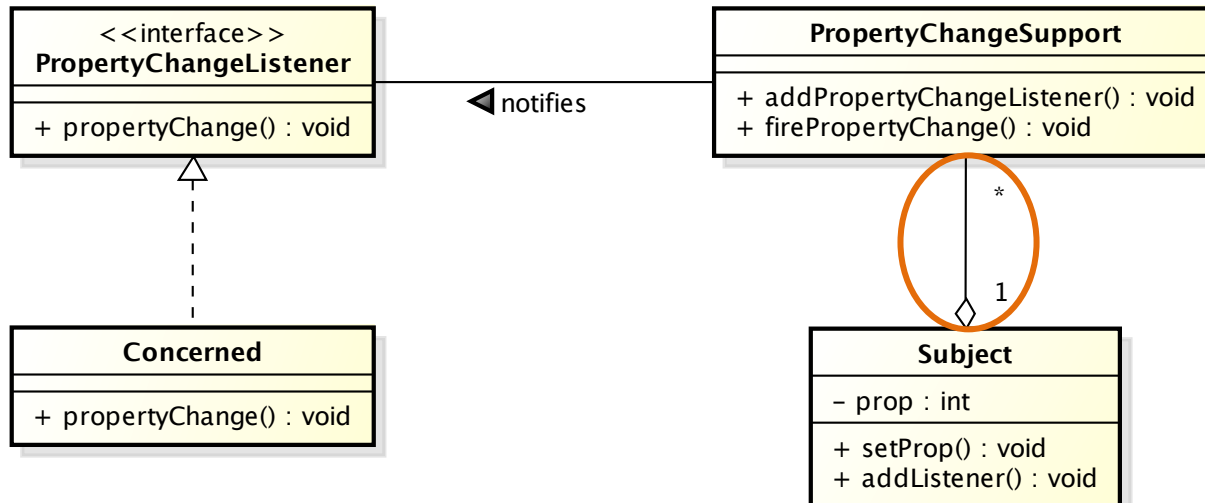 <<interface>>
PropertyChangeListener
+ propertyChange() : void
notifies
PropertyChangeSupport
+ addPropertyChangeListener() : void
+ firePropertyChange() : void
*
1
Concerned
+ propertyChange() : void
Subject
– prop : int
+ setProp() : void
+ addListener() : void